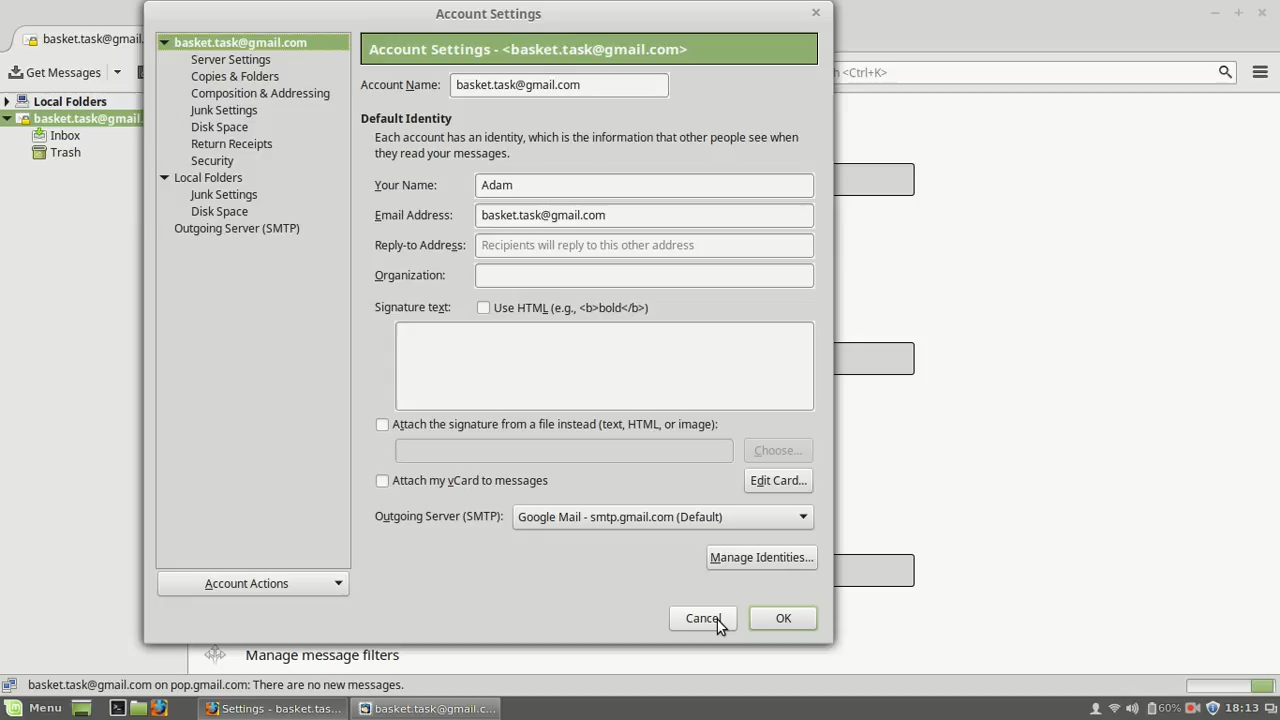 Account Settings
basket.task@gmail.com
Server Settings
Copies & Folders
Composition & Addressing
Junk Settings
Disk Space
Return Receipts
Security
Local Folders
Junk Settings
Disk Space
Outgoing Server (SMTP)
Account Actions
Account Settings - <basket.task@gmail.com>
Account Name: basket.task@gmail.com
Default Identity
Each account has an identity, which is the information that other people see when
they read your messages.
Your Name: Adam
Email Address: basket.task@gmail.com
Reply-to Address: Recipients will reply to this other address
Organization:
Signature text: Use HTML (e.g., <b>bold</b>)
Attach the signature from a file instead (text, HTML, or image):
Choose...
Attach my vCard to messages
Edit Card...
Outgoing Server (SMTP): Google Mail - smtp.gmail.com (Default)
Manage Identities...
Cancel OK
basket.task@gmail.
Get Messages
<Ctrl+K>
Local Folders
basket.task@gmail.
Inbox
Trash
Manage message filters
basket.task@gmail.com on pop.gmail.com: There are no new messages.
Menu Settings - basket.tas... basket.task@gmail.c... 60% 18:13